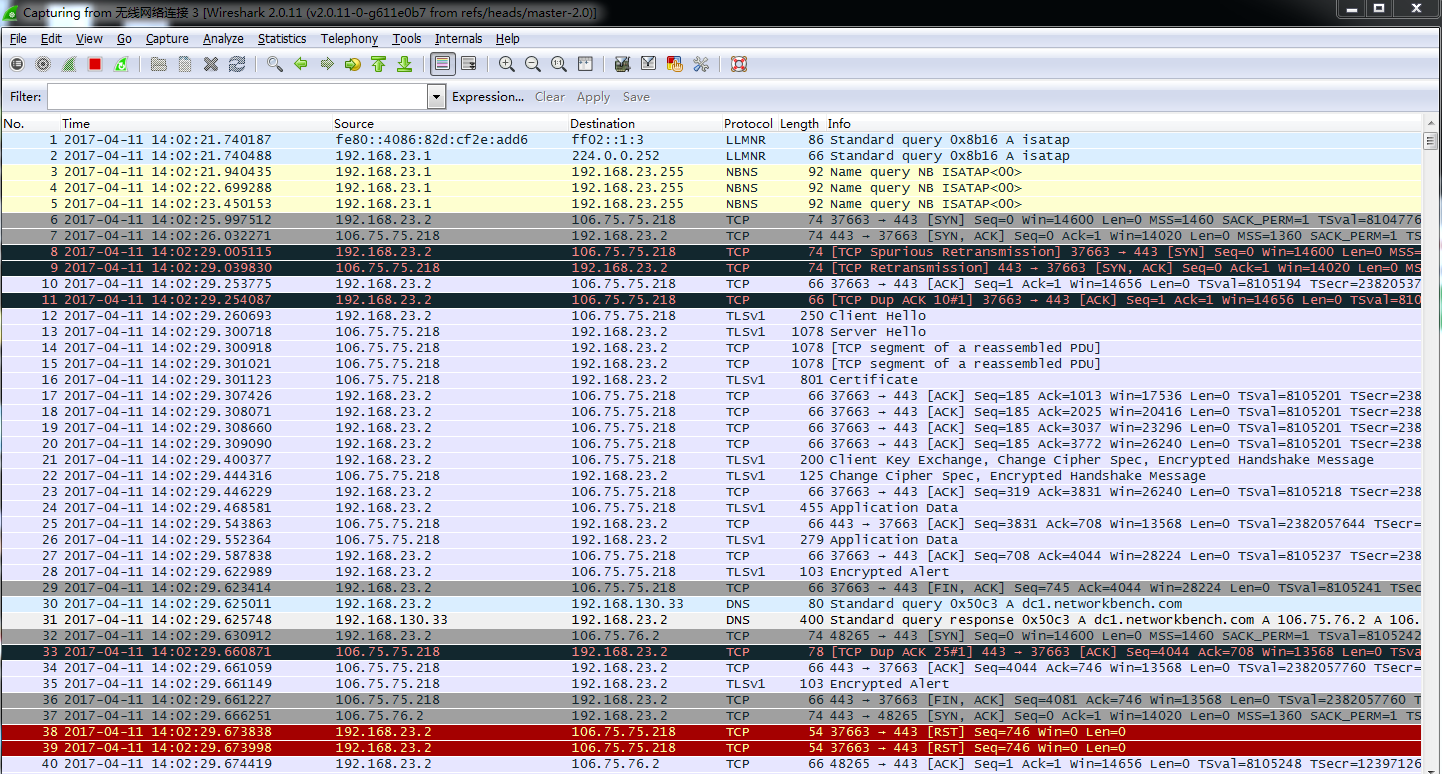 Capturing from 无线网络连接 3 [Wireshark 2.0.11 (v2.0.11-0-g611e0b7 from refs/heads/master-2.0)]
File Edit View Go Capture Analyze Statistics Telephony Tools Internals Help
Filter: Expression... Clear Apply Save
No. Time Source Destination Protocol Length Info
1 2017-04-11 14:02:21.740187 fe80::4086:82d:cf2e:add6 ff02::1:3 LLMNR 86 Standard query 0x8b16 A isatap
2 2017-04-11 14:02:21.740488 192.168.23.1 224.0.0.252 LLMNR 66 Standard query 0x8b16 A isatap
3 2017-04-11 14:02:21.940435 192.168.23.1 192.168.23.255 NBNS 92 Name query NB ISATAP<00>
4 2017-04-11 14:02:22.699288 192.168.23.1 192.168.23.255 NBNS 92 Name query NB ISATAP<00>
5 2017-04-11 14:02:23.450153 192.168.23.1 192.168.23.255 NBNS 92 Name query NB ISATAP<00>
6 2017-04-11 14:02:25.997512 192.168.23.2 106.75.75.218 TCP 74 37663 → 443 [SYN] Seq=0 Win=14600 Len=0 MSS=1460 SACK_PERM=1 TSval=8104776
7 2017-04-11 14:02:26.032271 106.75.75.218 192.168.23.2 TCP 74 443 → 37663 [SYN, ACK] Seq=0 Ack=1 Win=14020 Len=0 MSS=1360 SACK_PERM=1 TS
8 2017-04-11 14:02:29.005115 192.168.23.2 106.75.75.218 TCP 74 [TCP Spurious Retransmission] 37663 → 443 [SYN] Seq=0 Win=14600 Len=0 MSS=
9 2017-04-11 14:02:29.039830 106.75.75.218 192.168.23.2 TCP 74 [TCP Retransmission] 443 → 37663 [SYN, ACK] Seq=0 Ack=1 Win=14020 Len=0 MS
10 2017-04-11 14:02:29.253775 192.168.23.2 106.75.75.218 TCP 66 37663 → 443 [ACK] Seq=1 Ack=1 Win=14656 Len=0 TSval=8105194 TSecr=23820537
11 2017-04-11 14:02:29.254087 192.168.23.2 106.75.75.218 TCP 66 [TCP Dup ACK 10#1] 37663 → 443 [ACK] Seq=1 Ack=1 Win=14656 Len=0 TSval=810
12 2017-04-11 14:02:29.260693 192.168.23.2 106.75.75.218 TLSv1 250 Client Hello
13 2017-04-11 14:02:29.300718 106.75.75.218 192.168.23.2 TLSv1 1078 Server Hello
14 2017-04-11 14:02:29.300918 106.75.75.218 192.168.23.2 TCP 1078 [TCP segment of a reassembled PDU]
15 2017-04-11 14:02:29.301021 106.75.75.218 192.168.23.2 TCP 1078 [TCP segment of a reassembled PDU]
16 2017-04-11 14:02:29.301123 106.75.75.218 192.168.23.2 TLSv1 801 Certificate
17 2017-04-11 14:02:29.307426 192.168.23.2 106.75.75.218 TCP 66 37663 → 443 [ACK] Seq=185 Ack=1013 Win=17536 Len=0 TSval=8105201 TSecr=238
18 2017-04-11 14:02:29.308071 192.168.23.2 106.75.75.218 TCP 66 37663 → 443 [ACK] Seq=185 Ack=2025 Win=20416 Len=0 TSval=8105201 TSecr=238
19 2017-04-11 14:02:29.308660 192.168.23.2 106.75.75.218 TCP 66 37663 → 443 [ACK] Seq=185 Ack=3037 Win=23296 Len=0 TSval=8105201 TSecr=238
20 2017-04-11 14:02:29.309090 192.168.23.2 106.75.75.218 TCP 66 37663 → 443 [ACK] Seq=185 Ack=3772 Win=26240 Len=0 TSval=8105201 TSecr=238
21 2017-04-11 14:02:29.400377 192.168.23.2 106.75.75.218 TLSv1 200 Client Key Exchange, Change Cipher Spec, Encrypted Handshake Message
22 2017-04-11 14:02:29.444316 106.75.75.218 192.168.23.2 TLSv1 125 Change Cipher Spec, Encrypted Handshake Message
23 2017-04-11 14:02:29.446229 192.168.23.2 106.75.75.218 TCP 66 37663 → 443 [ACK] Seq=319 Ack=3831 Win=26240 Len=0 TSval=8105218 TSecr=238
24 2017-04-11 14:02:29.468581 192.168.23.2 106.75.75.218 TLSv1 455 Application Data
25 2017-04-11 14:02:29.543863 106.75.75.218 192.168.23.2 TCP 66 443 → 37663 [ACK] Seq=3831 Ack=708 Win=13568 Len=0 TSval=2382057644 TSecr=
26 2017-04-11 14:02:29.552364 106.75.75.218 192.168.23.2 TLSv1 279 Application Data
27 2017-04-11 14:02:29.587838 192.168.23.2 106.75.75.218 TCP 66 37663 → 443 [ACK] Seq=708 Ack=4044 Win=28224 Len=0 TSval=8105237 TSecr=238
28 2017-04-11 14:02:29.622989 192.168.23.2 106.75.75.218 TLSv1 103 Encrypted Alert
29 2017-04-11 14:02:29.623414 192.168.23.2 106.75.75.218 TCP 66 37663 → 443 [FIN, ACK] Seq=745 Ack=4044 Win=28224 Len=0 TSval=8105241 TSec
30 2017-04-11 14:02:29.625011 192.168.23.2 192.168.130.33 DNS 80 Standard query 0x50c3 A dc1.networkbench.com
31 2017-04-11 14:02:29.625748 192.168.130.33 192.168.23.2 DNS 400 Standard query response 0x50c3 A dc1.networkbench.com A 106.75.76.2 A 106.
32 2017-04-11 14:02:29.630912 192.168.23.2 106.75.76.2 TCP 74 48265 → 443 [SYN] Seq=0 Win=14600 Len=0 MSS=1460 SACK_PERM=1 TSval=8105242
33 2017-04-11 14:02:29.660871 106.75.75.218 192.168.23.2 TCP 78 [TCP Dup ACK 25#1] 443 → 37663 [ACK] Seq=4044 Ack=708 Win=13568 Len=0 TSva
34 2017-04-11 14:02:29.661059 106.75.75.218 192.168.23.2 TCP 66 443 → 37663 [ACK] Seq=4044 Ack=746 Win=13568 Len=0 TSval=2382057760 TSecr=
35 2017-04-11 14:02:29.661149 106.75.75.218 192.168.23.2 TLSv1 103 Encrypted Alert
36 2017-04-11 14:02:29.661227 106.75.75.218 192.168.23.2 TCP 66 443 → 37663 [FIN, ACK] Seq=4081 Ack=746 Win=13568 Len=0 TSval=2382057760 T
37 2017-04-11 14:02:29.666251 106.75.76.2 192.168.23.2 TCP 74 443 → 48265 [SYN, ACK] Seq=0 Ack=1 Win=14020 Len=0 MSS=1360 SACK_PERM=1 TS
38 2017-04-11 14:02:29.673838 192.168.23.2 106.75.75.218 TCP 54 37663 → 443 [RST] Seq=746 Win=0 Len=0
39 2017-04-11 14:02:29.673998 192.168.23.2 106.75.75.218 TCP 54 37663 → 443 [RST] Seq=746 Win=0 Len=0
40 2017-04-11 14:02:29.674419 192.168.23.2 106.75.76.2 TCP 66 48265 → 443 [ACK] Seq=1 Ack=1 Win=14656 Len=0 TSval=8105248 TSecr=12397126